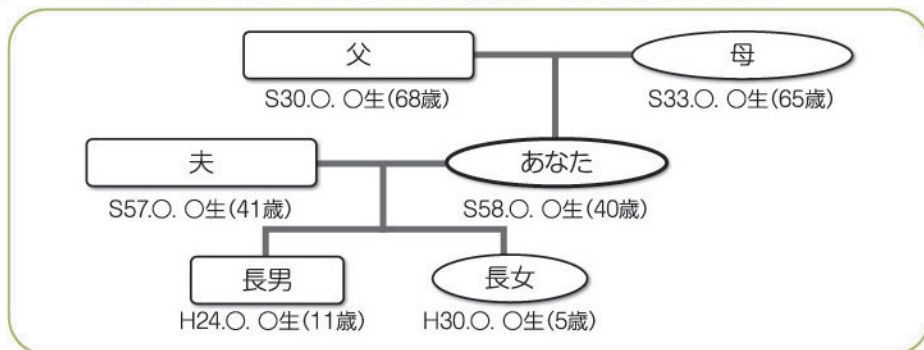 父
母
S30.○. ○生(68歳)
S33.○. ○生(65歳)
夫
あなた
S57.○. ○生(41歳)
S58.○. ○生(40歳)
長男
長女
H24.○. ○生(11歳)
H30.○. ○生(5歳)